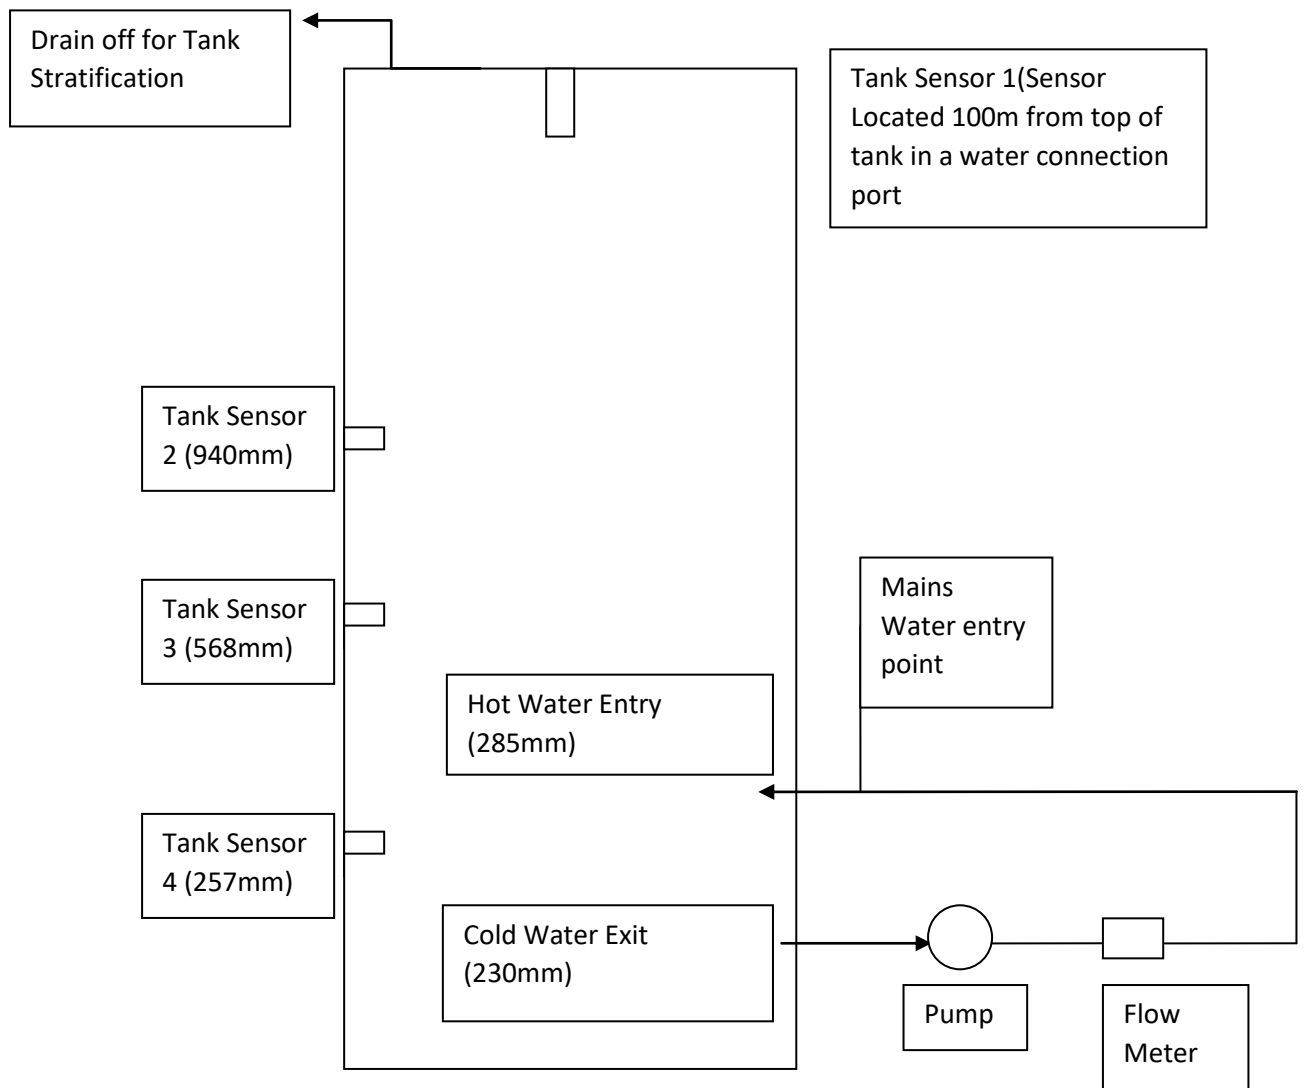 Drain off for Tank
Stratification
Tank Sensor 1(Sensor
Located 100m from top of
tank in a water connection
port
Tank Sensor
2 (940mm)
Tank Sensor
3 (568mm)
Mains
Water entry
point
Hot Water Entry
(285mm)
Tank Sensor
4 (257mm)
Cold Water Exit
(230mm)
Pump
Flow
Meter